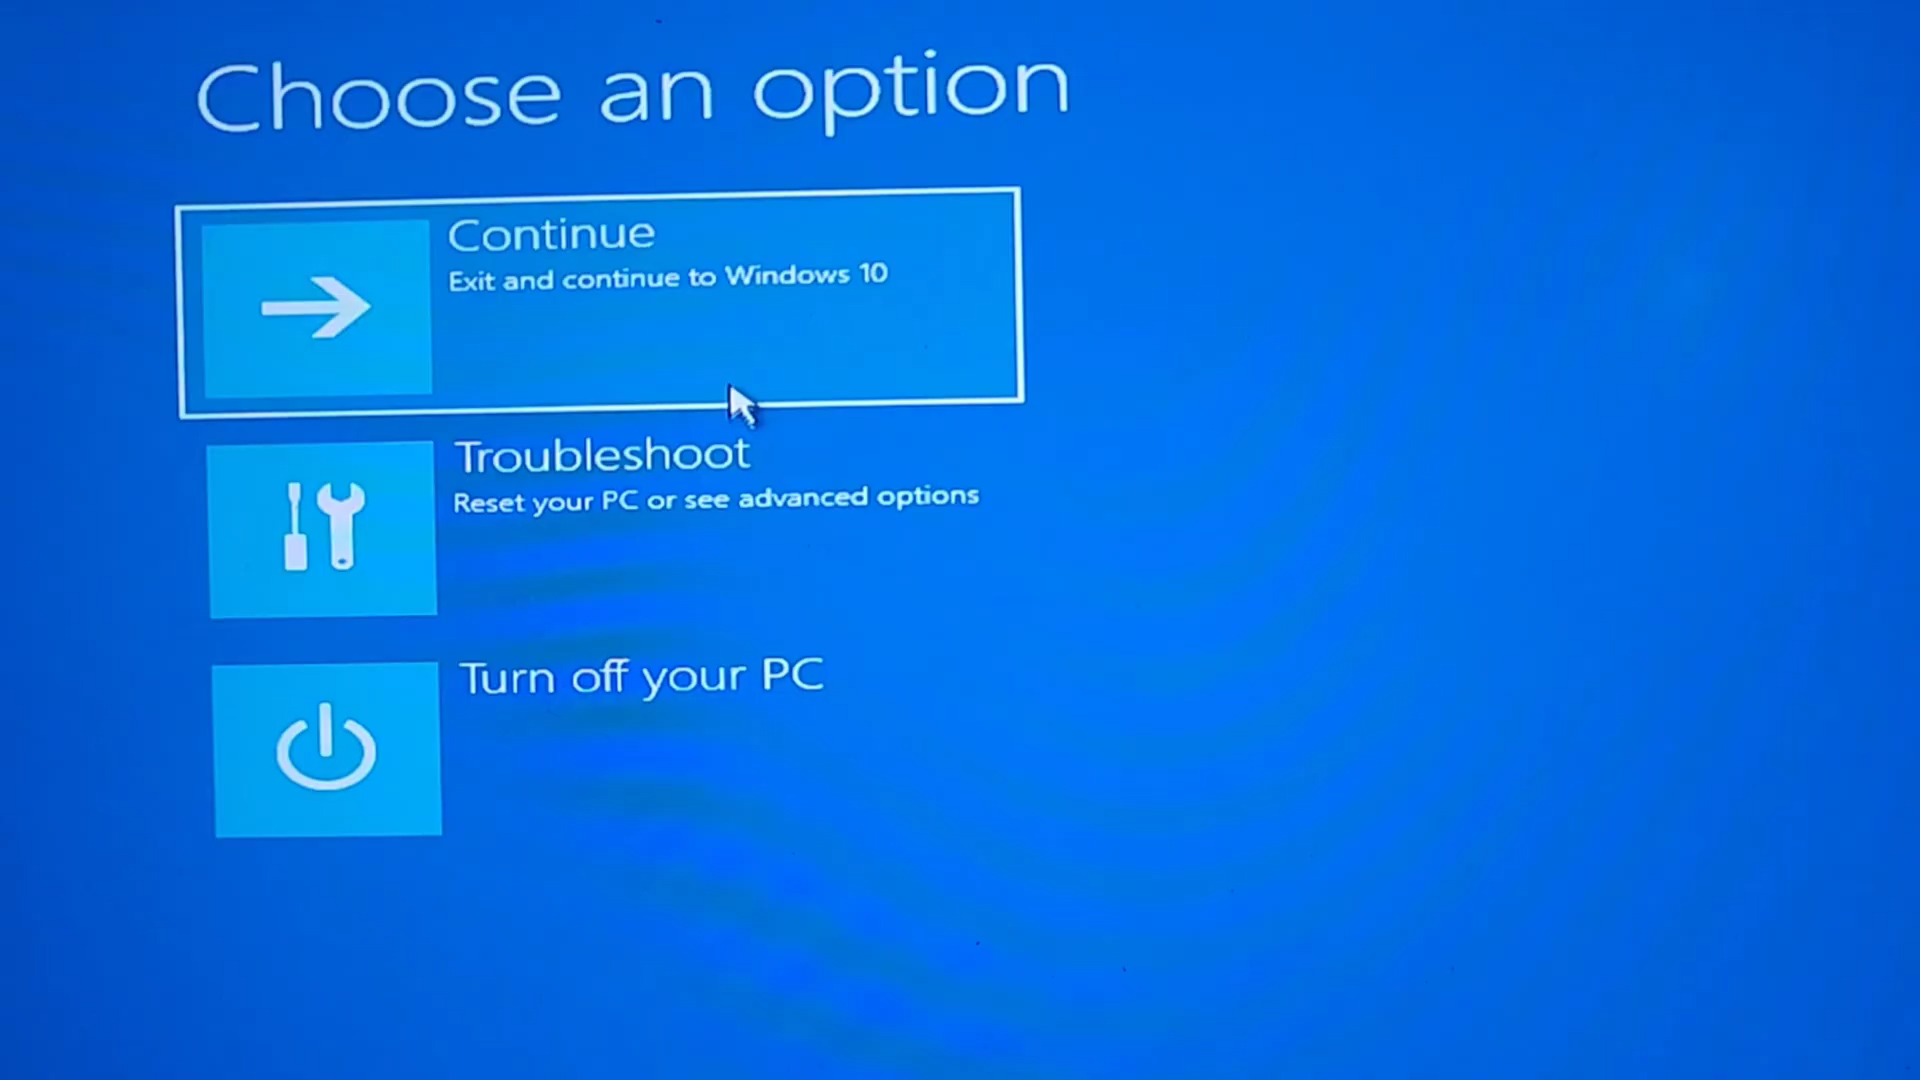 Choose an option
Continue
Exit and continue to Windows 10
Troubleshoot
Reset your PC or see advanced options
Turn off your PC